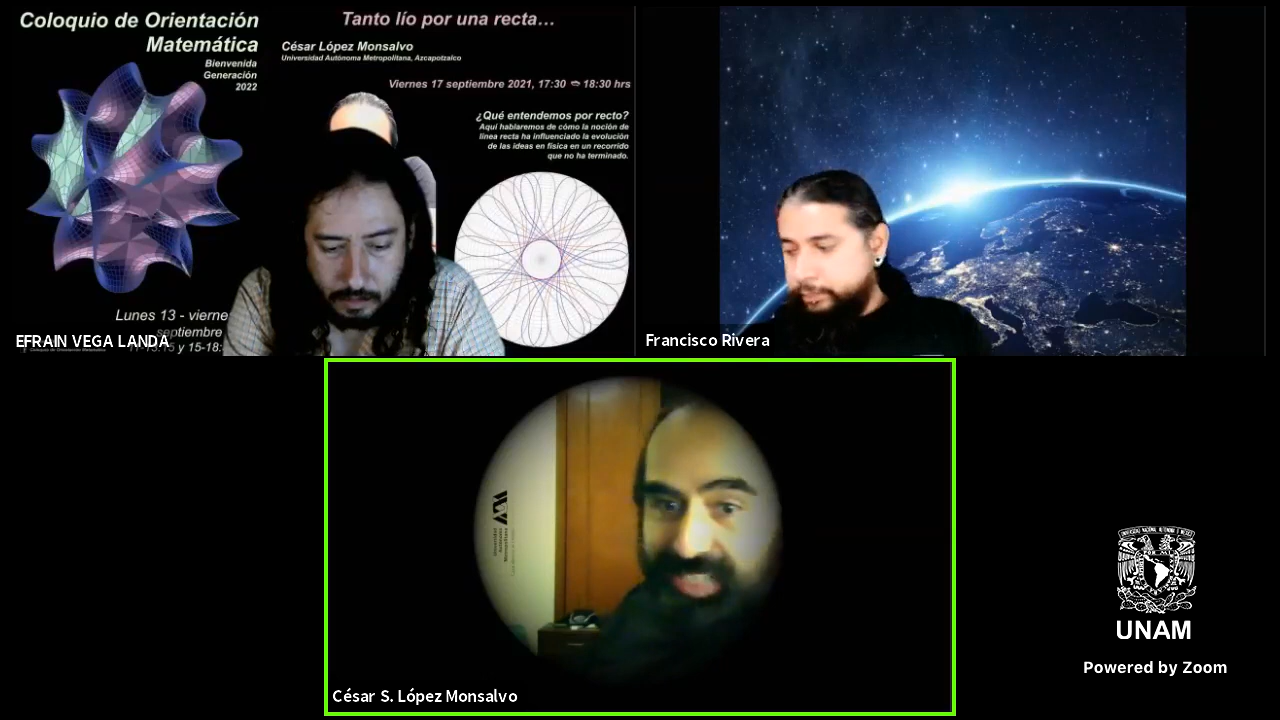 Coloquio de Orientación
Matemática
Bienvenida
Generación
2022
Lunes 13 - vierne
septiembre
y 15-18:
EFRAIN VEGA LANDA
Tanto lío por una recta...
César López Monsalvo
Universidad Autónoma Metropolitana, Azcapotzalco
Viernes 17 septiembre 2021, 17:30 18:30 hrs
¿Qué entendemos por recto?
Aquí hablaremos de cómo la noción de
línea recta ha influenciado la evolución
de las ideas en física en un recorrido
que no ha terminado.
Francisco Rivera
César S. López Monsalvo
UNAM
Powered by Zoom